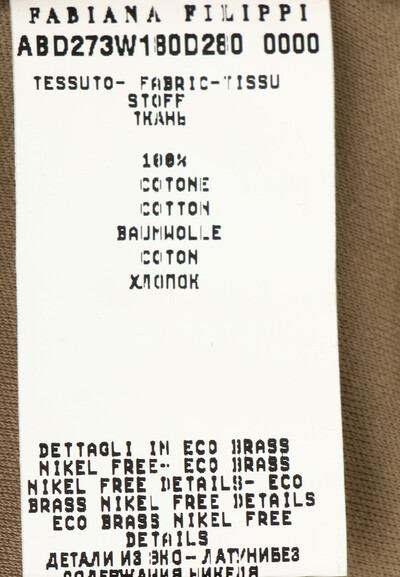 FABIANA FILIPPI
ABD273W180D280 0000
TESSUTO- FABRIC-TISSU
STOFF
ТКАНЬ
100%
COTONE
COTTON
BAUMWOLLE
COTON
ХЛОПОК
DETTAGLI IN ECO BRASS
NIKEL FREE- ECO BRASS
NIKEL FREE DETAILS- ECO
BRASS NIKEL FREE DETAILS
ECO BRASS NIKEL FREE
DETAILS
ДЕТАЛИ ИЗ ЭКО- ЛАТУНИБЕЗ
СОДЕРЖАНИЯ НИКЕЛЯ